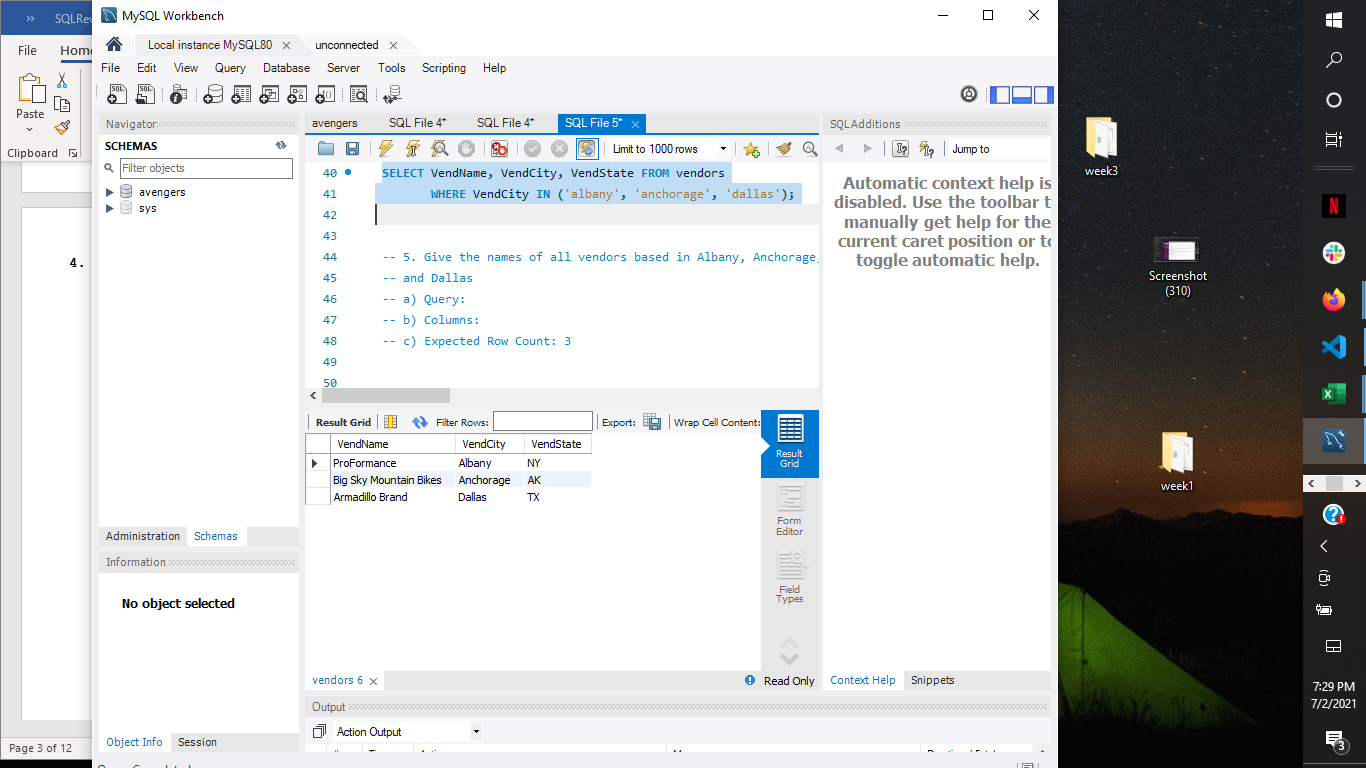 SQLRev
File
Home
Paste
Clipboard
4.
Page 3 of 12
MySQL Workbench
Local instance MySQL80
unconnected
File Edit View Query Database Server Tools Scripting Help
Navigator
SCHEMAS
Filter objects
avengers
sys
Administration Schemas
Information
No object selected
Object Info Session
avengers SQL File 4* SQL File 4* SQL File 5*
Limit to 1000 rows
40 SELECT VendName, VendCity, VendState FROM vendors
41 WHERE VendCity IN ('albany', 'anchorage', 'dallas');
42
43
44 -- 5. Give the names of all vendors based in Albany, Anchorage,
45 -- and Dallas
46 -- a) Query:
47 -- b) Columns:
48 -- c) Expected Row Count: 3
49
50
Result Grid Filter Rows: Export: Wrap Cell Content:
VendName VendCity VendState
ProFormance Albany NY
Big Sky Mountain Bikes Anchorage AK
Armadillo Brand Dallas TX
Result
Grid
Form
Editor
Field
Types
vendors 6
Read Only
Output
Action Output
SQLAdditions
Jump to
Automatic context help is
disabled. Use the toolbar t
manually get help for the
current caret position or to
toggle automatic help.
Context Help Snippets
week3
Screenshot
(310)
week1
7:29 PM
7/2/2021
3